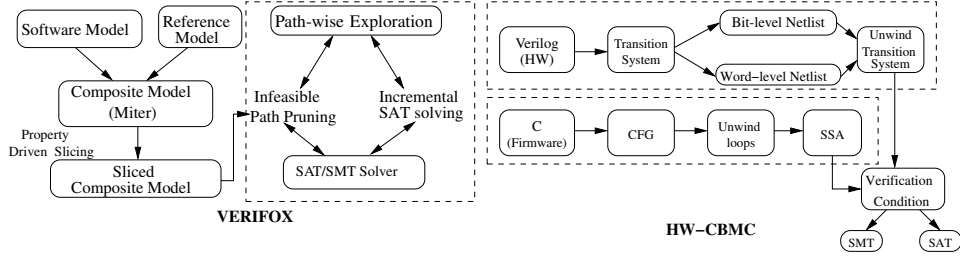 Software Model
Reference
Model
Composite Model
(Miter)
Property
Driven Slicing
Sliced
Composite Model
Path-wise Exploration
Infeasible
Path Pruning
Incremental
SAT solving
SAT/SMT Solver
VERIFOX
Verilog
(HW)
Transition
System
Bit-level Netlist
Word-level Netlist
Unwind
Transition
System
C
(Firmware)
CFG
Unwind
loops
SSA
Verification
Condition
SMT
SAT
HW-CBMC